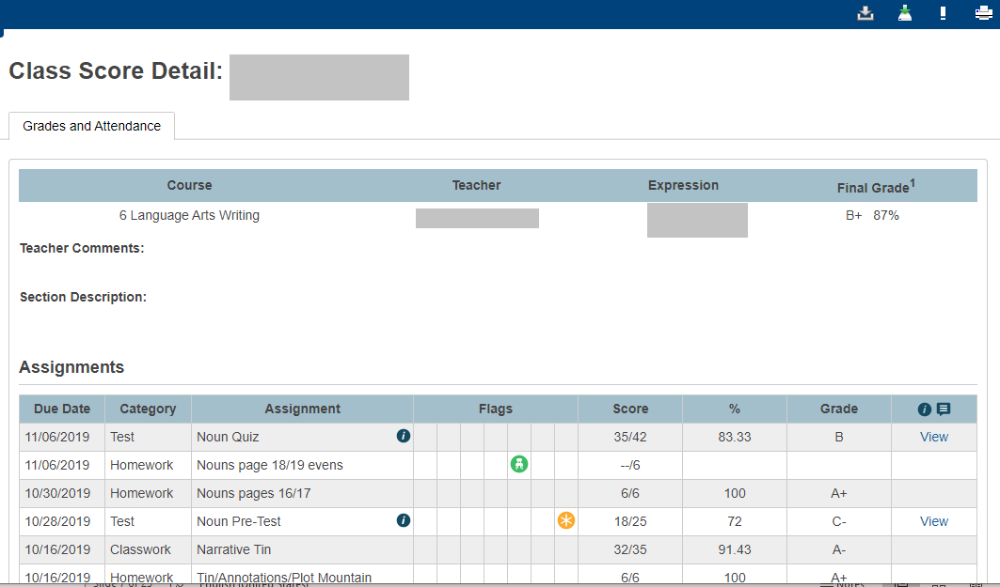 Class Score Detail:
Grades and Attendance
Course Teacher Expression Final Grade1
6 Language Arts Writing B+ 87%
Teacher Comments:
Section Description:
Assignments
Due Date Category Assignment Flags Score % Grade
11/06/2019 Test Noun Quiz 35/42 83.33 B View
11/06/2019 Homework Nouns page 18/19 evens --/6
10/30/2019 Homework Nouns pages 16/17 6/6 100 A+
10/28/2019 Test Noun Pre-Test 18/25 72 C- View
10/16/2019 Classwork Narrative Tin 32/35 91.43 A-
10/16/2019 Homework Tin/Annotations/Plot Mountain 6/6 100 A+